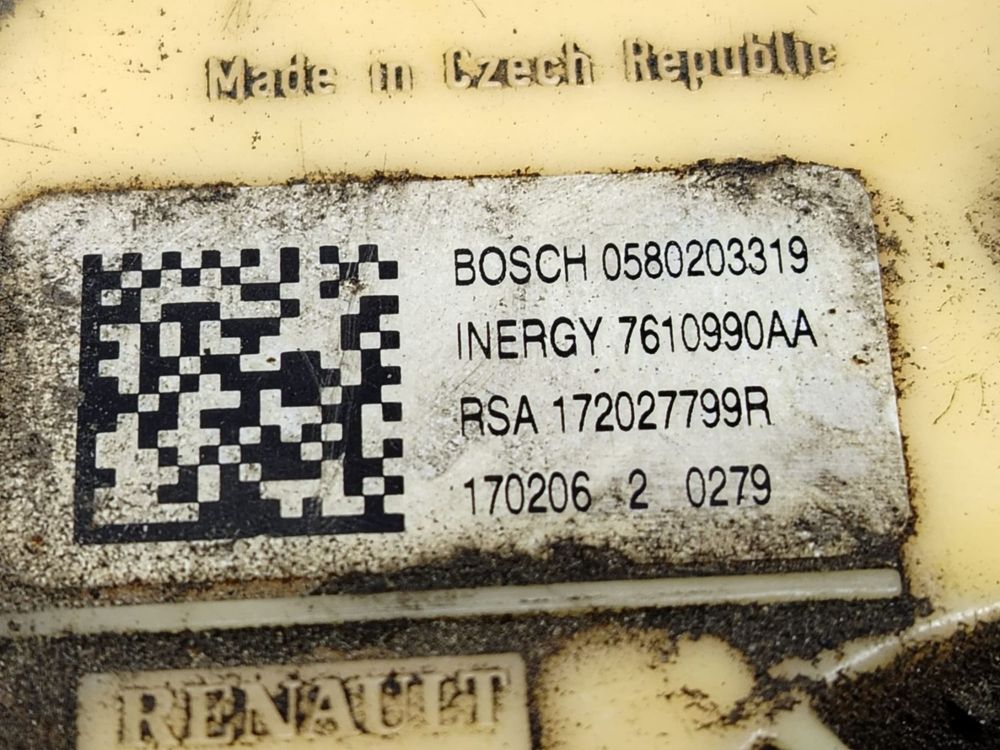 Made in Czech Republic
BOSCH 0580203319
INERGY 7610990AA
RSA 172027799R
170206 2 0279
RENAULT